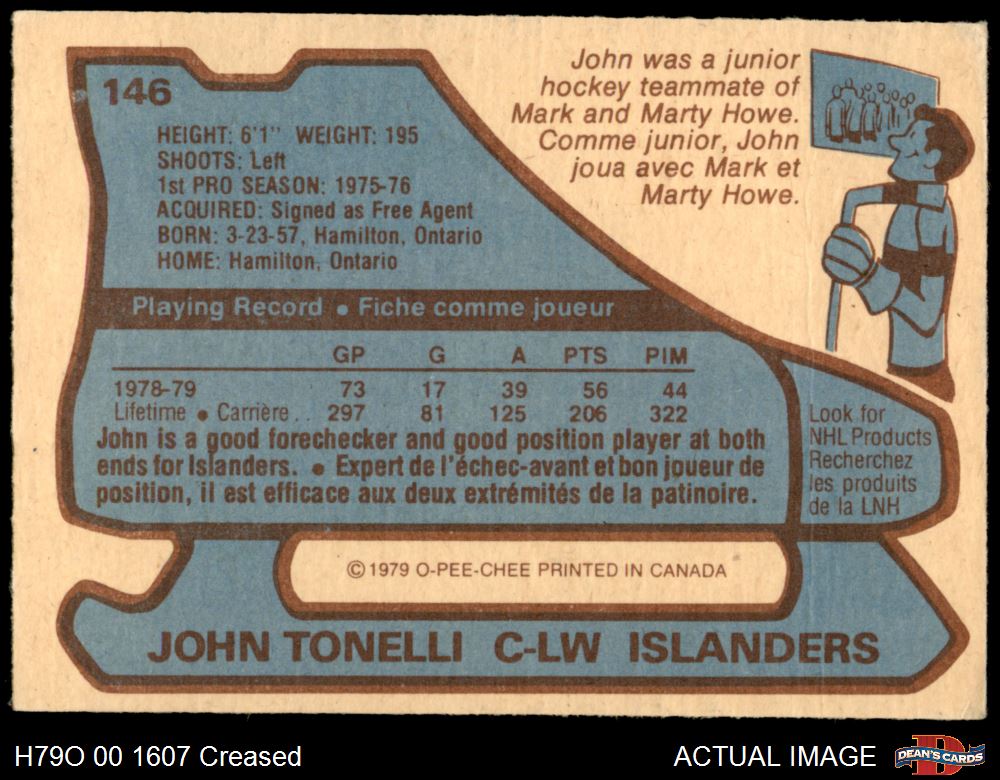 146
John was a junior
hockey teammate of
Mark and Marty Howe.
Comme junior, John
joua avec Mark et
Marty Howe.
HEIGHT: 6'1" WEIGHT: 195
SHOOTS: Left
1st PRO SEASON: 1975-76
ACQUIRED: Signed as Free Agent
BORN: 3-23-57, Hamilton, Ontario
HOME: Hamilton, Ontario
Playing Record • Fiche comme joueur
GP G A PTS PIM
1978-79 73 17 39 56 44
Lifetime • Carrière.. 297 81 125 206 322
John is a good forechecker and good position player at both
ends for Islanders. • Expert de l'échec-avant et bon joueur de
position, il est efficace aux deux extrémités de la patinoire.
Look for
NHL Products
Recherchez
les produits
de la LNH
© 1979 O-PEE-CHEE PRINTED IN CANADA
JOHN TONELLI C-LW ISLANDERS
H79O 00 1607 Creased
ACTUAL IMAGE
DEAN'S CARDS